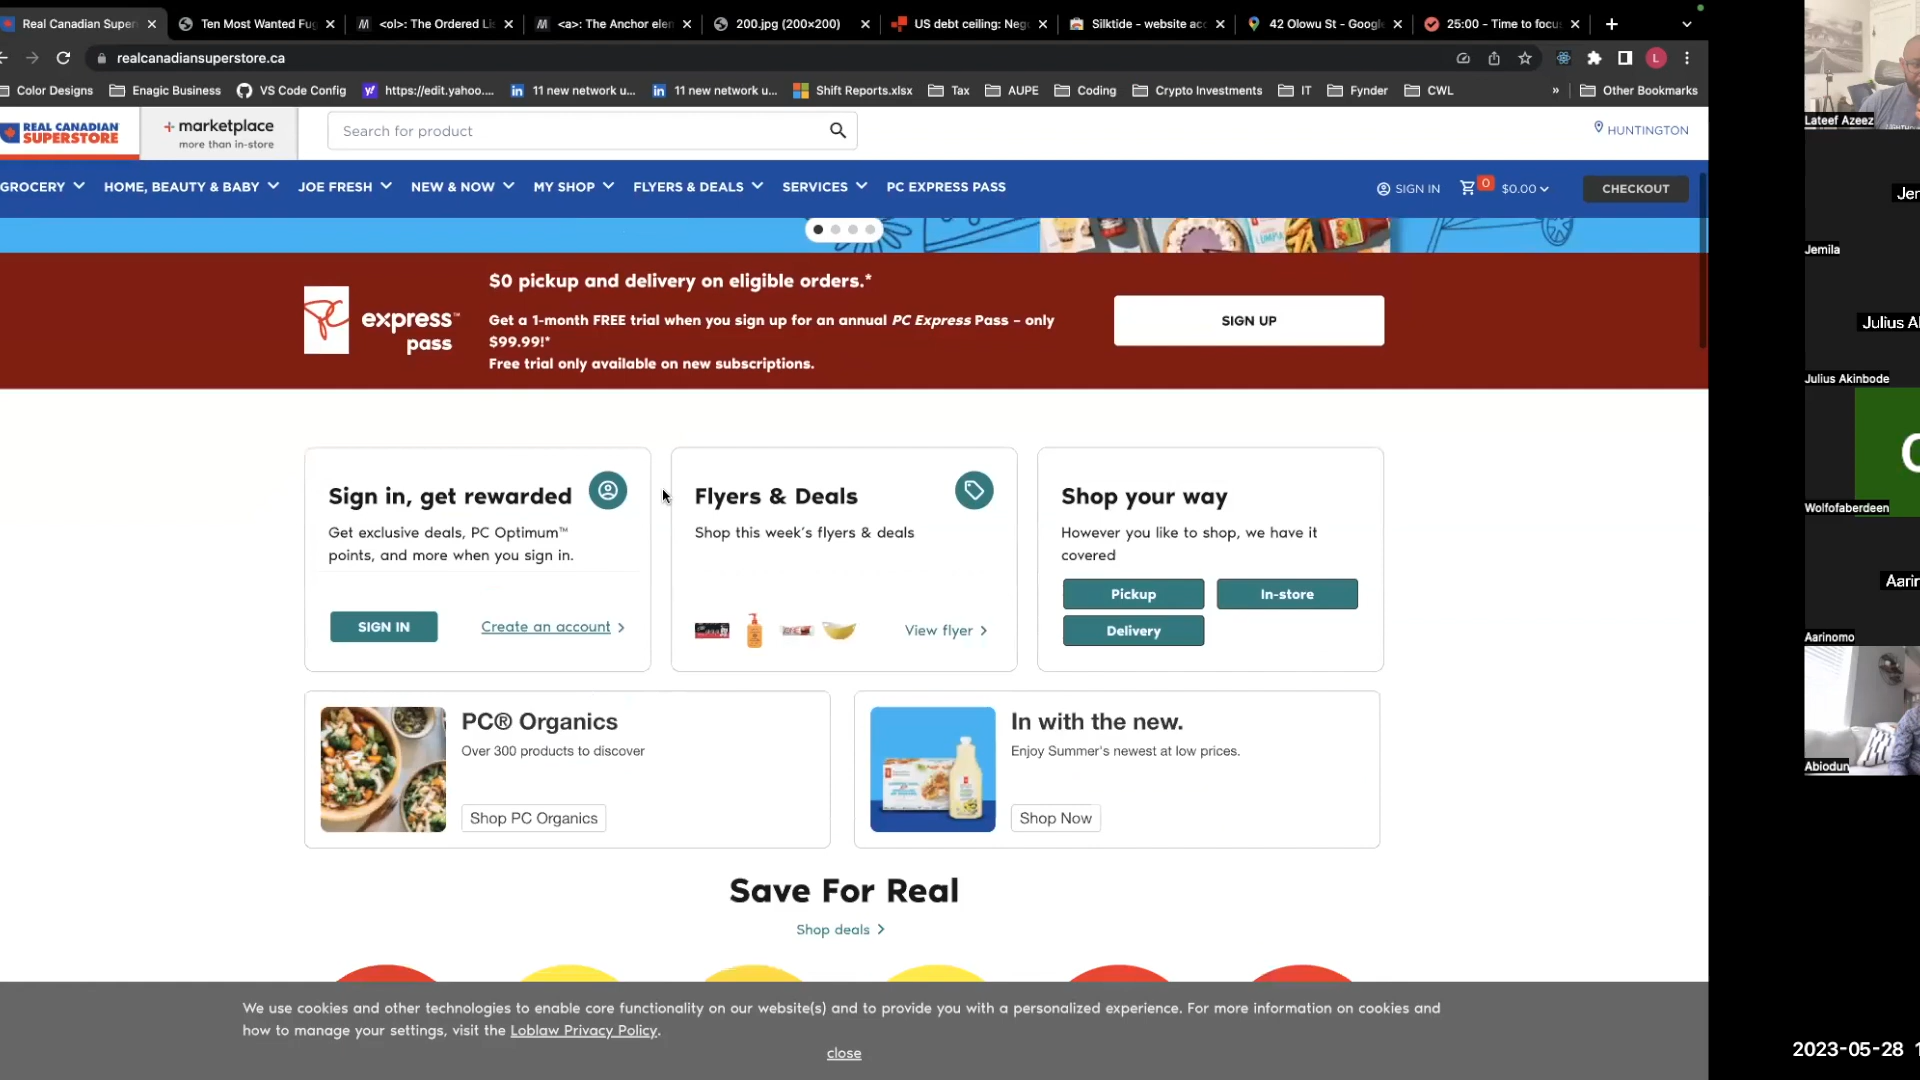 Real Canadian Super
Ten Most Wanted Fug
<ol>: The Ordered Lis
<a>: The Anchor elem
200.jpg (200×200)
US debt ceiling: Neg
Silktide - website acc
42 Olowu St - Google
25:00 - Time to focus
realcanadiansuperstore.ca
L
Color Designs
Enagic Business
VS Code Config
https://edit.yahoo....
11 new network u...
11 new network u...
Shift Reports.xlsx
Tax
AUPE
Coding
Crypto Investments
IT
Fynder
CWL
»
Other Bookmarks
REAL CANADIAN
SUPERSTORE
+ marketplace
more than in-store
Search for product
HUNTINGTON
GROCERY
HOME, BEAUTY & BABY
JOE FRESH
NEW & NOW
MY SHOP
FLYERS & DEALS
SERVICES
PC EXPRESS PASS
SIGN IN
0
$0.00
CHECKOUT
express™
pass
$0 pickup and delivery on eligible orders.*
Get a 1-month FREE trial when you sign up for an annual PC Express Pass – only
$99.99!*
Free trial only available on new subscriptions.
SIGN UP
Sign in, get rewarded
Get exclusive deals, PC Optimum™
points, and more when you sign in.
SIGN IN
Create an account >
Flyers & Deals
Shop this week's flyers & deals
View flyer >
Shop your way
However you like to shop, we have it
covered
Pickup
In-store
Delivery
PC® Organics
Over 300 products to discover
Shop PC Organics
In with the new.
Enjoy Summer's newest at low prices.
Shop Now
Save For Real
Shop deals >
We use cookies and other technologies to enable core functionality on our website(s) and to provide you with a personalized experience. For more information on cookies and
how to manage your settings, visit the Loblaw Privacy Policy.
close
Lateef Azeez
Jer
Jemila
Julius Al
Julius Akinbode
Wolfofaberdeen
Aarin
Aarinomo
Abiodun
2023-05-28 1